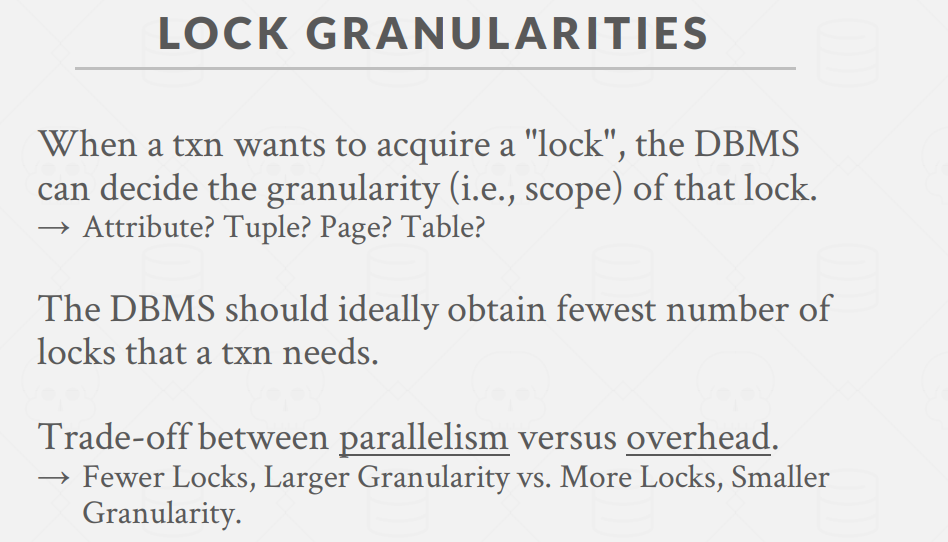 LOCK GRANULARITIES
When a txn wants to acquire a "lock", the DBMS
can decide the granularity (i.e., scope) of that lock.
→ Attribute? Tuple? Page? Table?
The DBMS should ideally obtain fewest number of
locks that a txn needs.
Trade-off between parallelism versus overhead.
→ Fewer Locks, Larger Granularity vs. More Locks, Smaller
Granularity.